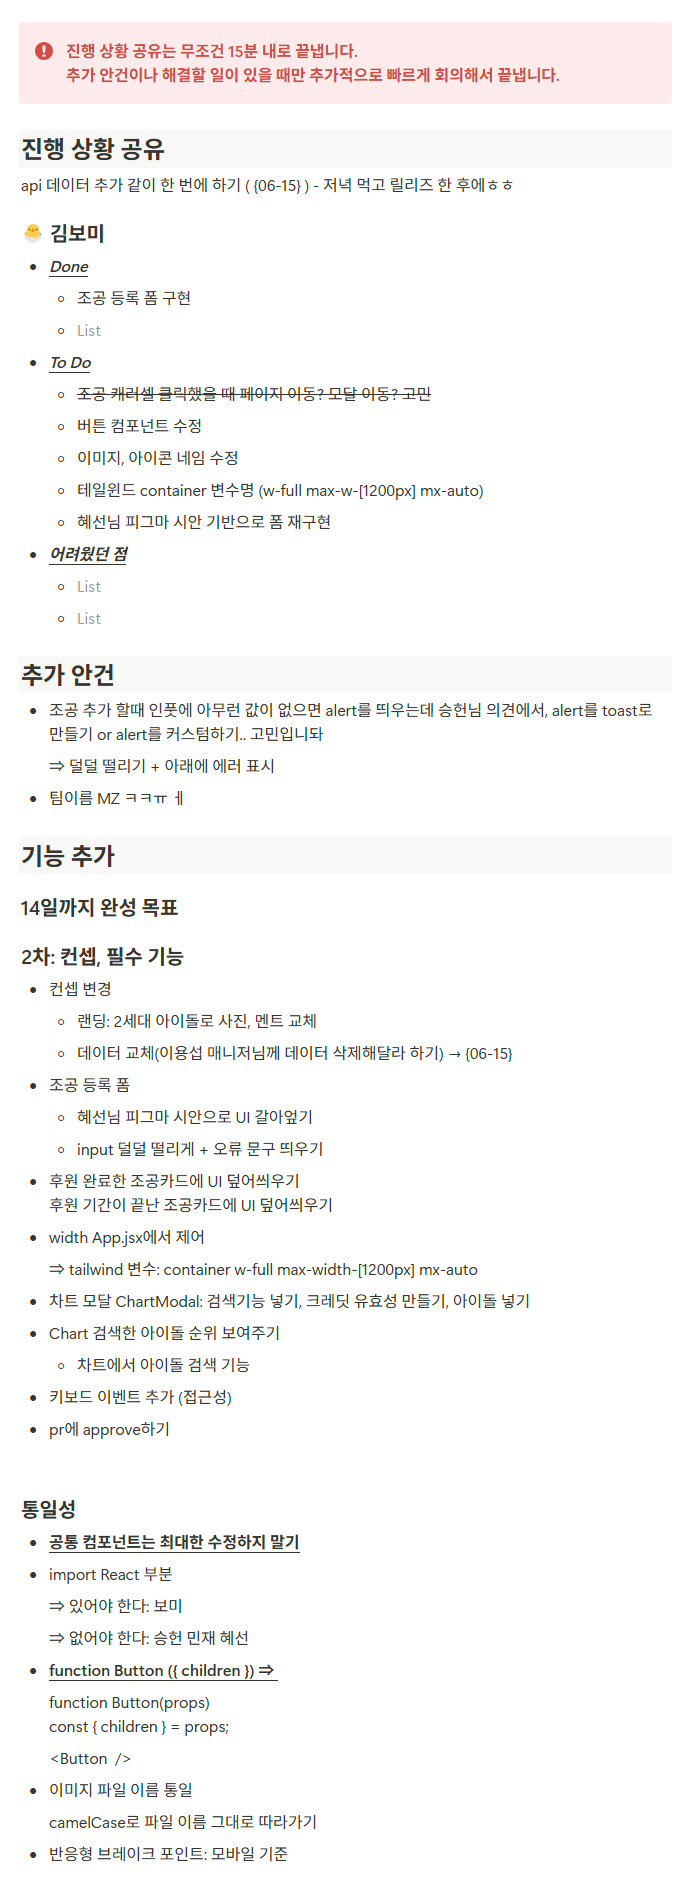 진행 상황 공유는 무조건 15분 내로 끝냅니다.
추가 안건이나 해결할 일이 있을 때만 추가적으로 빠르게 회의해서 끝냅니다.
진행 상황 공유
api 데이터 추가 같이 한 번에 하기 ( {06-15} ) - 저녁 먹고 릴리즈 한 후에ㅎㅎ
🐣 김보미
• Done
◦ 조공 등록 폼 구현
◦ List
• To Do
◦ 조공 캐러셀 클릭했을 때 페이지 이동? 모달 이동? 고민
◦ 버튼 컴포넌트 수정
◦ 이미지, 아이콘 네임 수정
◦ 테일윈드 container 변수명 (w-full max-w-[1200px] mx-auto)
◦ 혜선님 피그마 시안 기반으로 폼 재구현
• 어려웠던 점
◦ List
◦ List
추가 안건
• 조공 추가 할때 인풋에 아무런 값이 없으면 alert를 띄우는데 승헌님 의견에서, alert를 toast로
만들기 or alert를 커스텀하기.. 고민입니돠
⇒ 덜덜 떨리기 + 아래에 에러 표시
• 팀이름 MZ ㅋㅋㅠ ㅔ
기능 추가
14일까지 완성 목표
2차: 컨셉, 필수 기능
• 컨셉 변경
◦ 랜딩: 2세대 아이돌로 사진, 멘트 교체
◦ 데이터 교체(이용섭 매니저님께 데이터 삭제해달라 하기) → {06-15}
• 조공 등록 폼
◦ 혜선님 피그마 시안으로 UI 갈아엎기
◦ input 덜덜 떨리게 + 오류 문구 띄우기
• 후원 완료한 조공카드에 UI 덮어씌우기
후원 기간이 끝난 조공카드에 UI 덮어씌우기
• width App.jsx에서 제어
⇒ tailwind 변수: container w-full max-width-[1200px] mx-auto
• 차트 모달 ChartModal: 검색기능 넣기, 크레딧 유효성 만들기, 아이돌 넣기
• Chart 검색한 아이돌 순위 보여주기
◦ 차트에서 아이돌 검색 기능
• 키보드 이벤트 추가 (접근성)
• pr에 approve하기
통일성
• 공통 컴포넌트는 최대한 수정하지 말기
• import React 부분
⇒ 있어야 한다: 보미
⇒ 없어야 한다: 승헌 민재 혜선
• function Button ({ children }) ⇒
function Button(props)
const { children } = props;
<Button />
• 이미지 파일 이름 통일
camelCase로 파일 이름 그대로 따라가기
• 반응형 브레이크 포인트: 모바일 기준